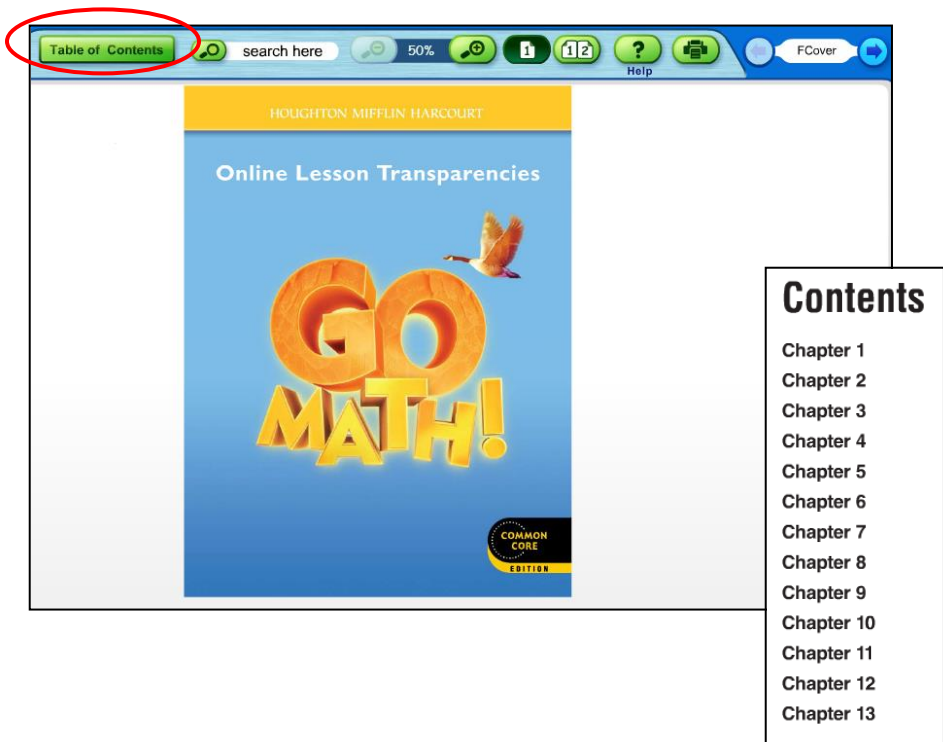 Table of Contents
search here
50%
1
1 2
?
Help
FCover
HOUGHTON MIFFLIN HARCOURT
Online Lesson Transparencies
GO
MATH!
COMMON
CORE
EDITION
Contents
Chapter 1
Chapter 2
Chapter 3
Chapter 4
Chapter 5
Chapter 6
Chapter 7
Chapter 8
Chapter 9
Chapter 10
Chapter 11
Chapter 12
Chapter 13